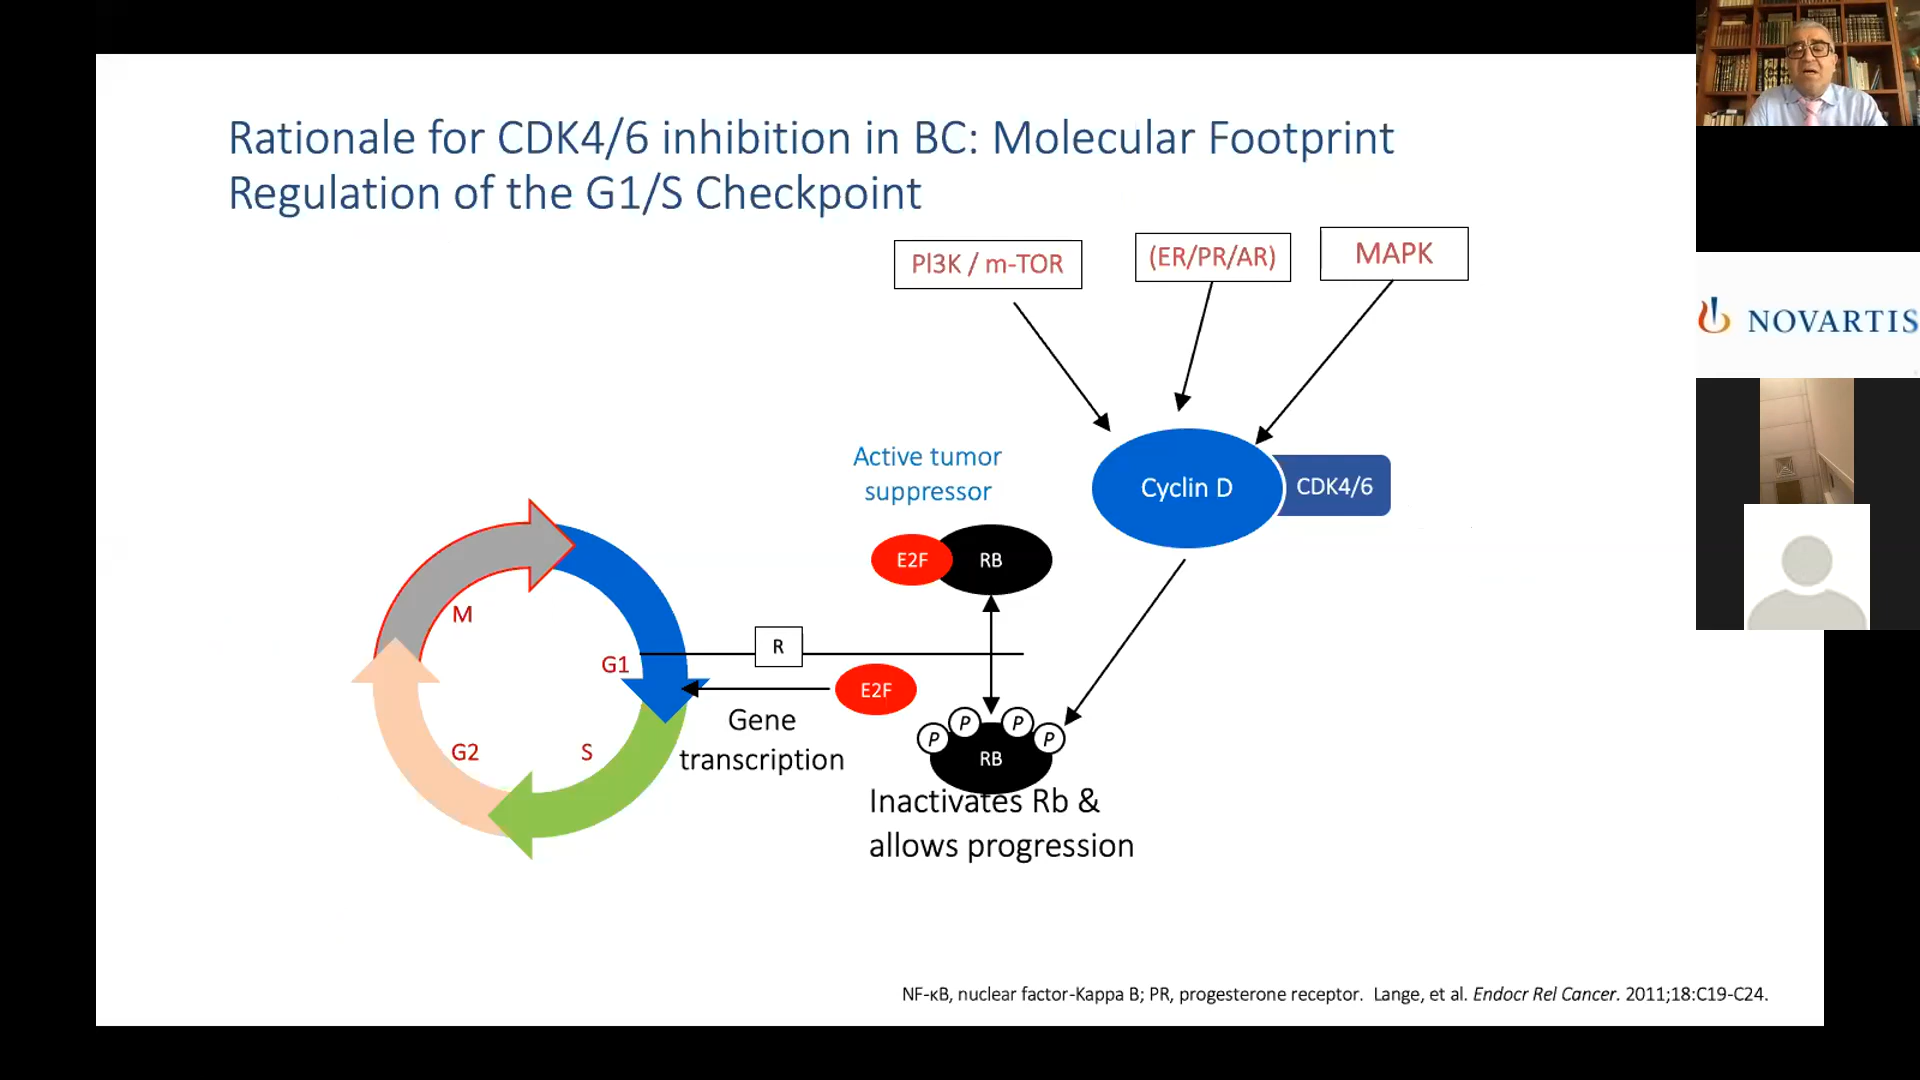 Rationale for CDK4/6 inhibition in BC: Molecular Footprint
Regulation of the G1/S Checkpoint
PI3K / m-TOR
(ER/PR/AR)
MAPK
NOVARTIS
Active tumor
suppressor
Cyclin D
CDK4/6
E2F
RB
M
R
G1
E2F
Gene
transcription
G2
S
P
P
P
P
RB
Inactivates Rb &
allows progression
NF-κB, nuclear factor-Kappa B; PR, progesterone receptor. Lange, et al. Endocr Rel Cancer. 2011;18:C19-C24.